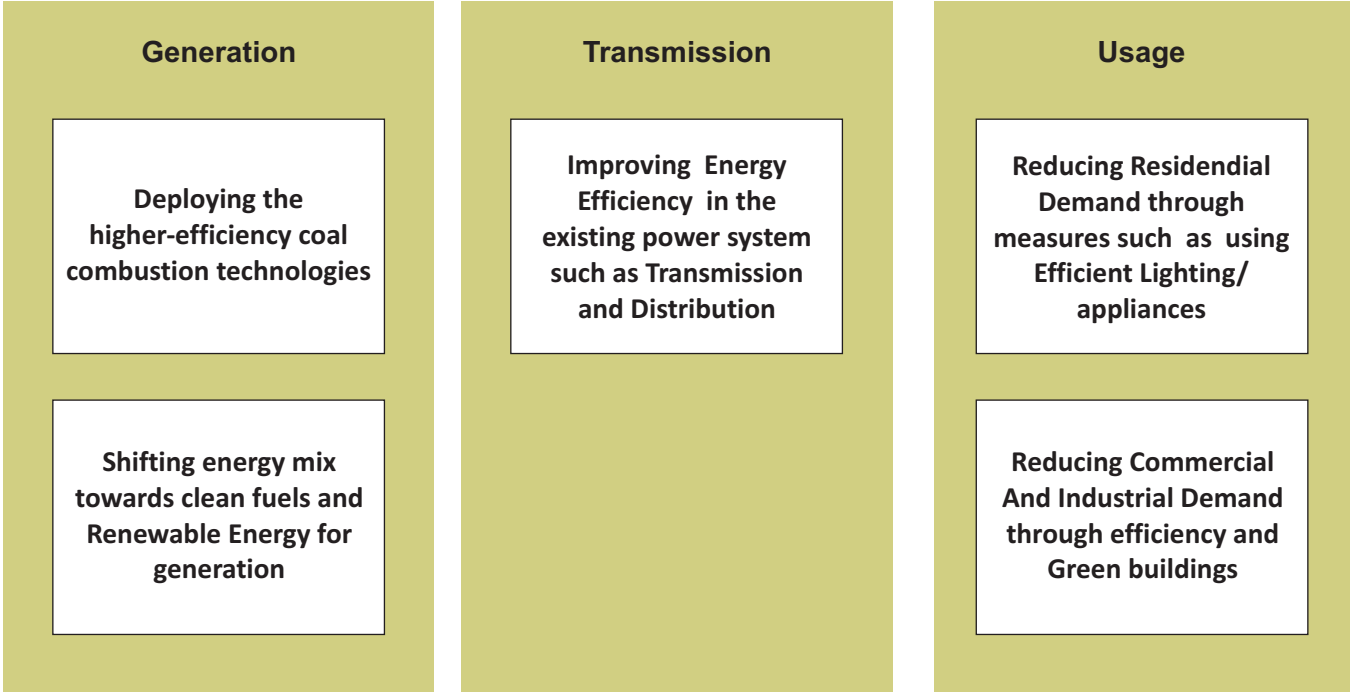 Generation
Deploying the
higher-efficiency coal
combustion technologies
Shifting energy mix
towards clean fuels and
Renewable Energy for
generation
Transmission
Improving Energy
Efficiency in the
existing power system
such as Transmission
and Distribution
Usage
Reducing Residendial
Demand through
measures such as using
Efficient Lighting/
appliances
Reducing Commercial
And Industrial Demand
through efficiency and
Green buildings